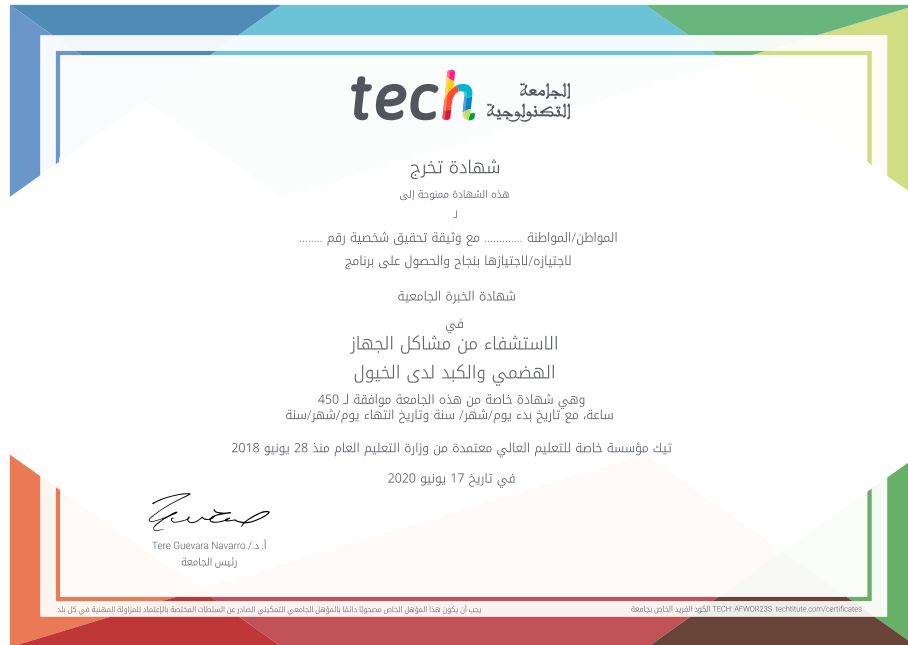 tech الجامعة
التكنولوجية
شهادة تخرج
هذه الشهادة ممنوحة إلى
لـ
المواطن/المواطنة ............ مع وثيقة تحقيق شخصية رقم ........
لاجتيازه/لاجتيازها بنجاح والحصول على برنامج
شهادة الخبرة الجامعية
في
الاستشفاء من مشاكل الجهاز
الهضمي والكبد لدى الخيول
وهي شهادة خاصة من هذه الجامعة موافقة لـ 450
ساعة، مع تاريخ بدء يوم/شهر/ سنة وتاريخ انتهاء يوم/شهر/سنة
تيك مؤسسة خاصة للتعليم العالي معتمدة من وزارة التعليم العام منذ 28 يونيو 2018
في تاريخ 17 يونيو 2020
أ. د./ Tere Guevara Navarro
رئيس الجامعة
يجب أن يكون هذا المؤهل الخاص مصحوبًا دائمًا بالمؤهل الجامعي التمكيني الصادر عن السلطات المختصة بالإعتماد للمزاولة المهنية في كل بلد.
الكود الفريد الخاص بجامعة TECH: AFWOR23S techtitute.com/certificates